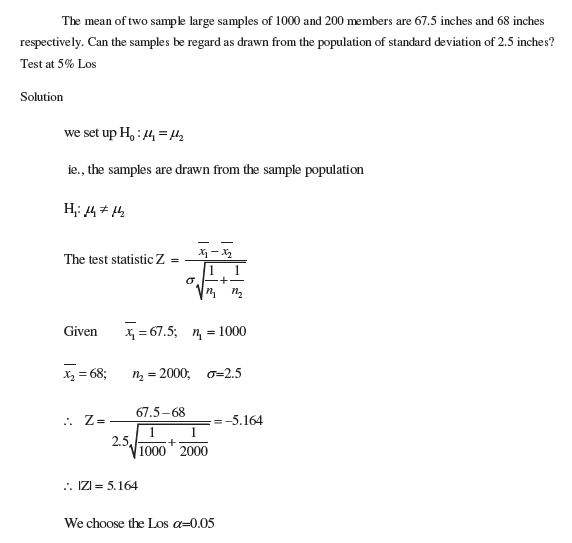 The mean of two sample large samples of 1000 and 200 members are 67.5 inches and 68 inches
respectively. Can the samples be regard as drawn from the population of standard deviation of 2.5 inches?
Test at 5% Los
Solution
we set up H₀ : μ₁ = μ₂
ie., the samples are drawn from the sample population
H₁: μ₁ ≠ μ₂
The test statistic Z = (x̄₁ − x̄₂) / (σ√(1/n₁ + 1/n₂))
Given x̄₁ = 67.5; n₁ = 1000
x̄₂ = 68; n₂ = 2000; σ=2.5
∴ Z = (67.5 – 68) / (2.5√(1/1000 + 1/2000)) = –5.164
∴ |Z| = 5.164
We choose the Los α=0.05